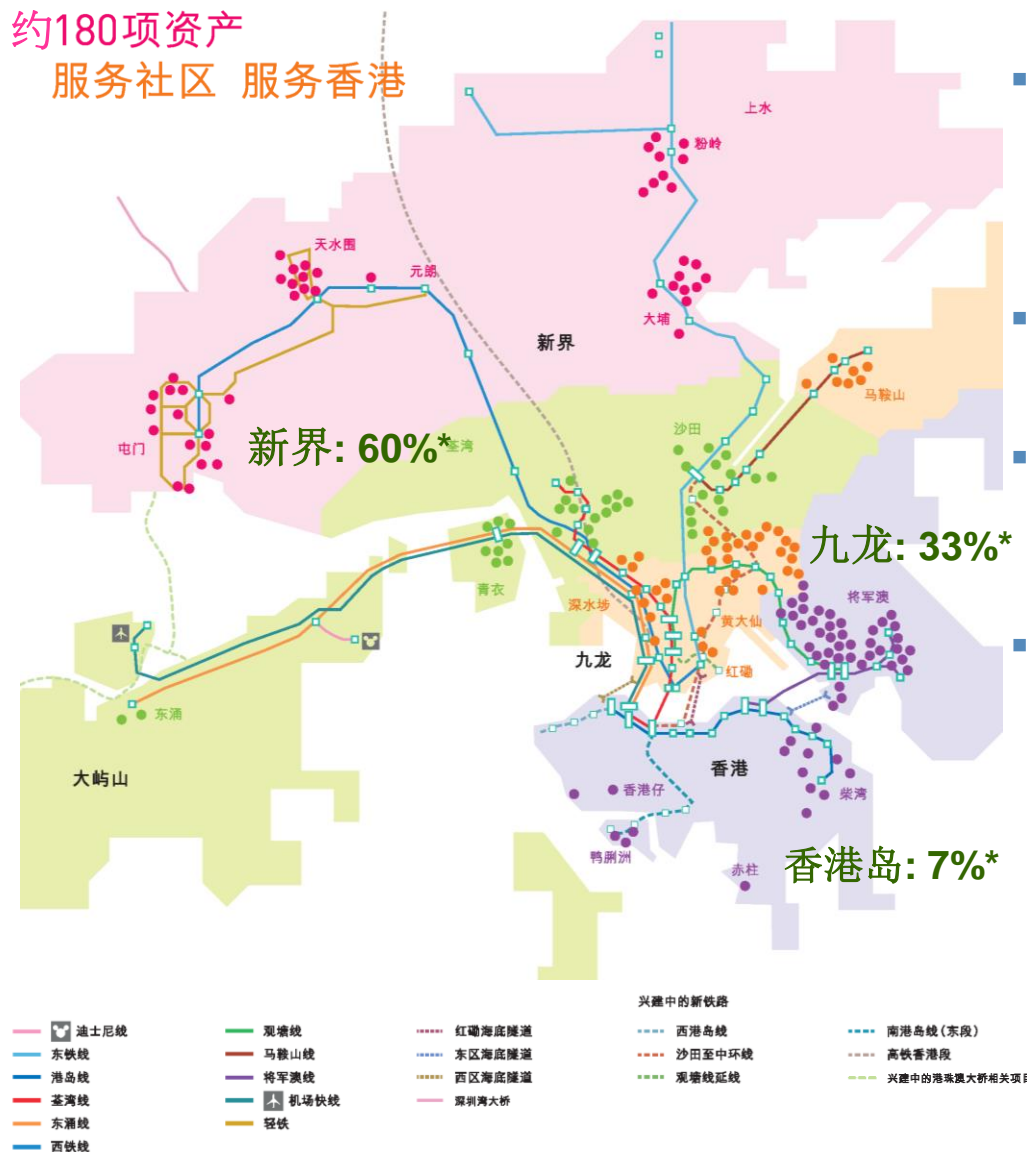 约180项资产
服务社区 服务香港
上水
粉岭
天水围
元朗
大埔
新界
马鞍山
沙田
屯门
新界: 60%*
荃湾
九龙: 33%*
青衣
深水埗
将军澳
黄大仙
九龙
红磡
东涌
大屿山
香港
香港仔
柴湾
鸭脷洲
赤柱
香港岛: 7%*
兴建中的新铁路
迪士尼线
观塘线
红磡海底隧道
西港岛线
南港岛线(东段)
东铁线
马鞍山线
东区海底隧道
沙田至中环线
高铁香港段
港岛线
将军澳线
西区海底隧道
观塘线延线
兴建中的港珠澳大桥相关项目
荃湾线
机场快线
深圳湾大桥
东涌线
轻铁
西铁线